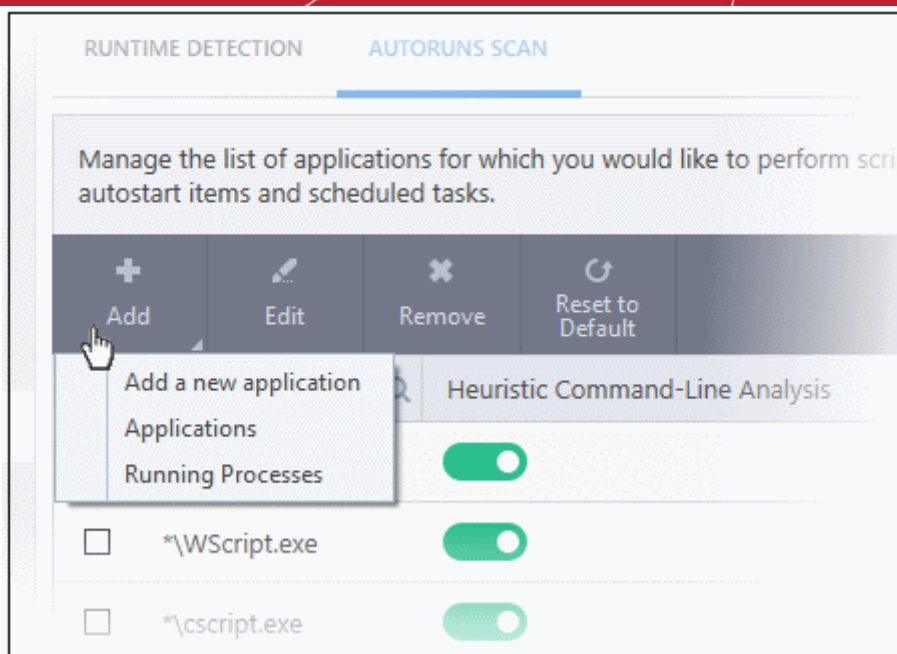 RUNTIME DETECTION
AUTORUNS SCAN
Manage the list of applications for which you would like to perform scri
autostart items and scheduled tasks.
Add
Edit
Remove
Reset to
Default
Add a new application
Applications
Running Processes
Heuristic Command-Line Analysis
*\WScript.exe
*\cscript.exe